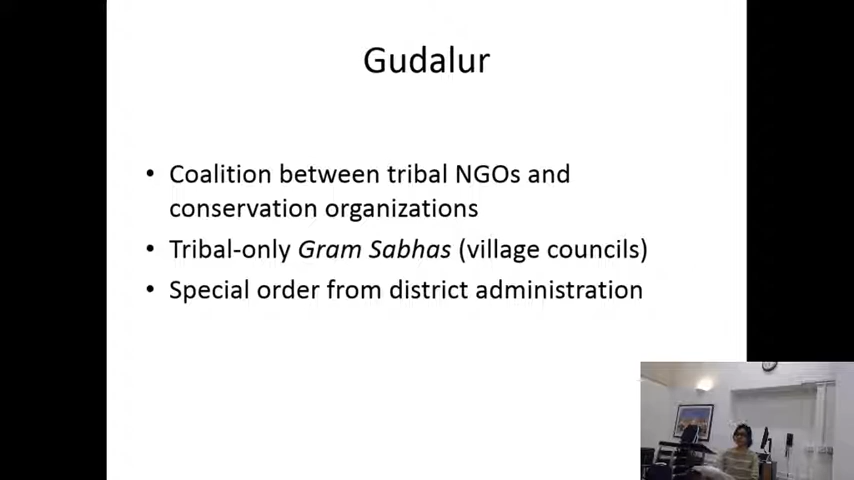 Gudalur
• Coalition between tribal NGOs and
conservation organizations
• Tribal-only Gram Sabhas (village councils)
• Special order from district administration